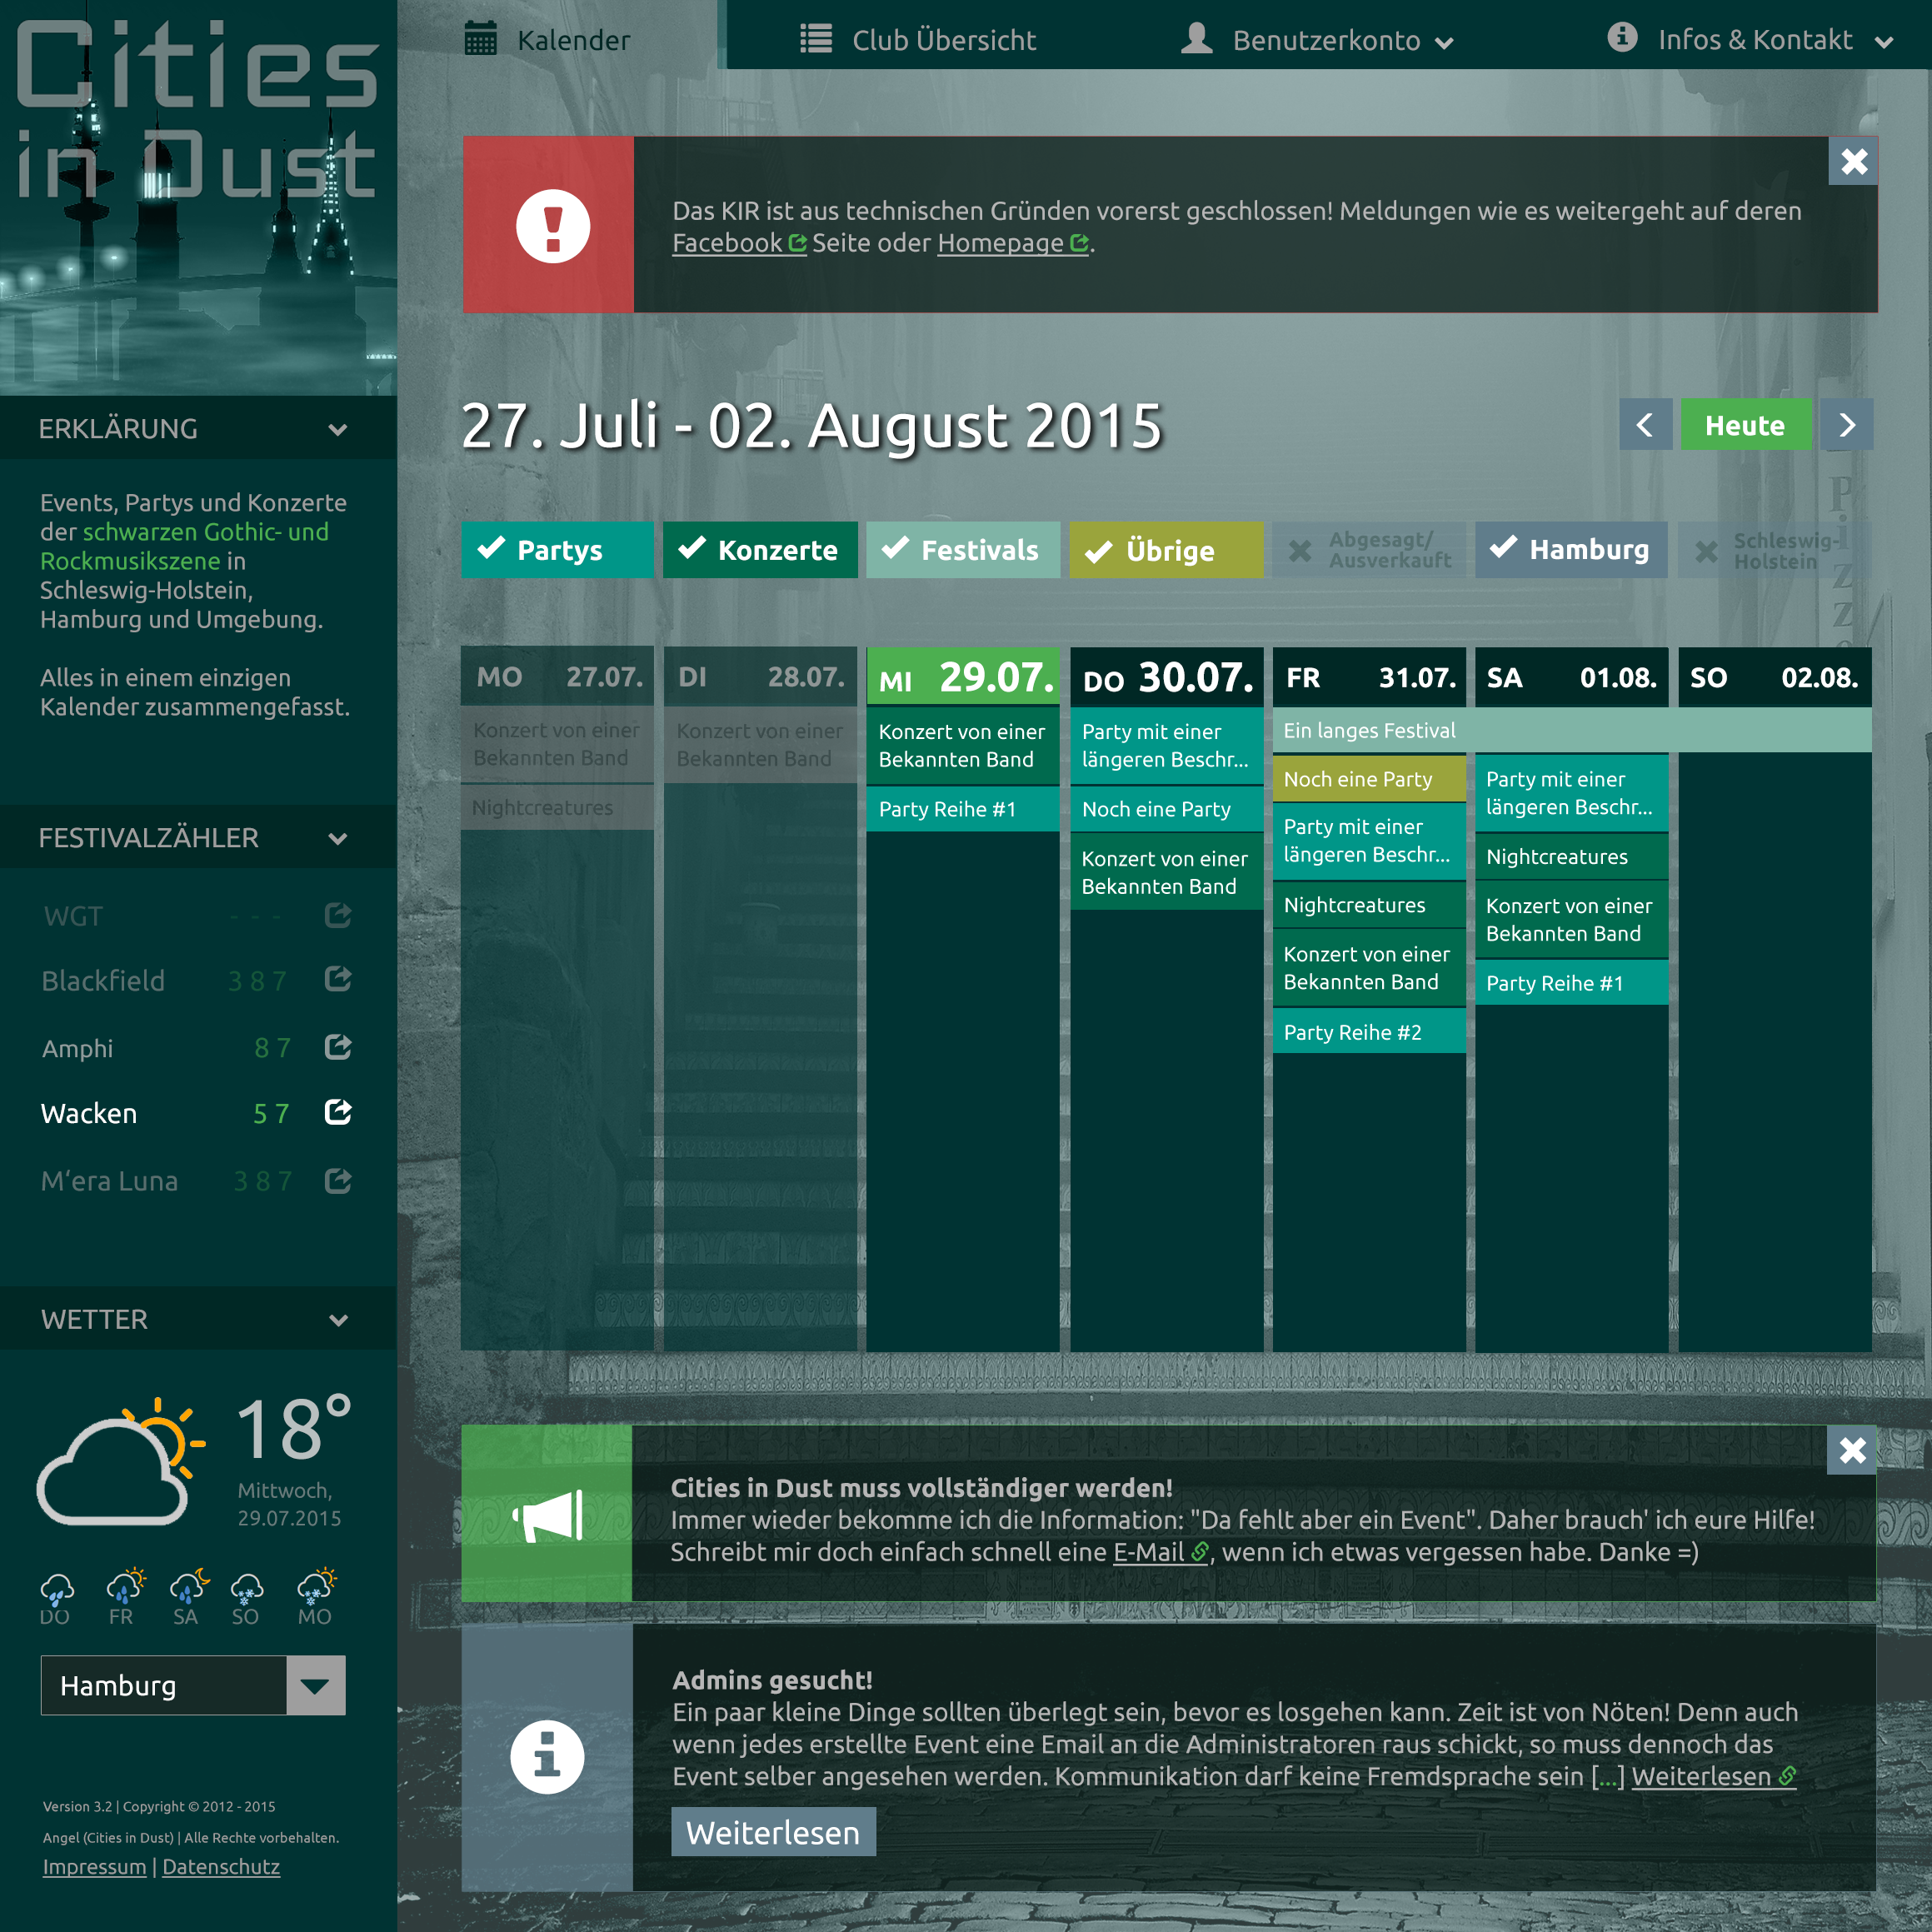 Cities
in Dust
Kalender
Club Übersicht
Benutzerkonto
Infos & Kontakt
Das KIR ist aus technischen Gründen vorerst geschlossen! Meldungen wie es weitergeht auf deren
Facebook Seite oder Homepage .
ERKLÄRUNG
Events, Partys und Konzerte
der schwarzen Gothic- und
Rockmusikszene in
Schleswig-Holstein,
Hamburg und Umgebung.
Alles in einem einzigen
Kalender zusammengefasst.
FESTIVALZÄHLER
WGT - - -
Blackfield 3 8 7
Amphi 8 7
Wacken 5 7
M‘era Luna 3 8 7
WETTER
18°
Mittwoch,
29.07.2015
DO FR SA SO MO
Hamburg
Version 3.2 | Copyright © 2012 - 2015
Angel (Cities in Dust) | Alle Rechte vorbehalten.
Impressum | Datenschutz
27. Juli - 02. August 2015
Heute
Partys
Konzerte
Festivals
Übrige
Abgesagt/
Ausverkauft
Hamburg
Schleswig-
Holstein
MO 27.07.
Konzert von einer
Bekannten Band
Nightcreatures
DI 28.07.
Konzert von einer
Bekannten Band
MI 29.07.
Konzert von einer
Bekannten Band
Party Reihe #1
DO 30.07.
Party mit einer
längeren Beschr...
Noch eine Party
Konzert von einer
Bekannten Band
FR 31.07.
Ein langes Festival
Noch eine Party
Party mit einer
längeren Beschr...
Nightcreatures
Konzert von einer
Bekannten Band
Party Reihe #2
SA 01.08.
Party mit einer
längeren Beschr...
Nightcreatures
Konzert von einer
Bekannten Band
Party Reihe #1
SO 02.08.
Cities in Dust muss vollständiger werden!
Immer wieder bekomme ich die Information: "Da fehlt aber ein Event". Daher brauch' ich eure Hilfe!
Schreibt mir doch einfach schnell eine E-Mail , wenn ich etwas vergessen habe. Danke =)
Admins gesucht!
Ein paar kleine Dinge sollten überlegt sein, bevor es losgehen kann. Zeit ist von Nöten! Denn auch
wenn jedes erstellte Event eine Email an die Administratoren raus schickt, so muss dennoch das
Event selber angesehen werden. Kommunikation darf keine Fremdsprache sein [...] Weiterlesen
Weiterlesen